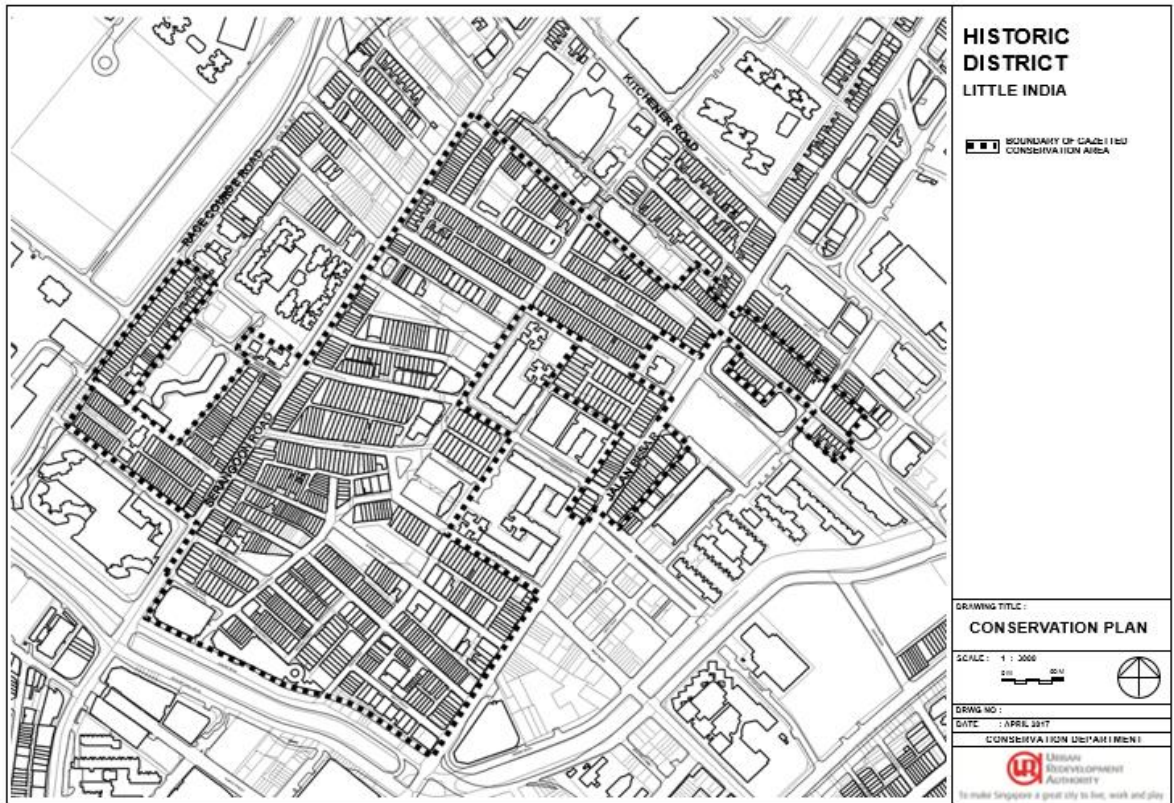 HISTORIC
DISTRICT
LITTLE INDIA
BOUNDARY OF GAZETTED
CONSERVATION AREA
KITCHENER ROAD
RACE COURSE ROAD
SERANGOON ROAD
JALAN BESAR
DRAWING TITLE :
CONSERVATION PLAN
SCALE : 1 : 3000
DRWG NO :
DATE : APRIL 2017
CONSERVATION DEPARTMENT
URBAN
REDEVELOPMENT
AUTHORITY
To make Singapore a great city to live, work and play